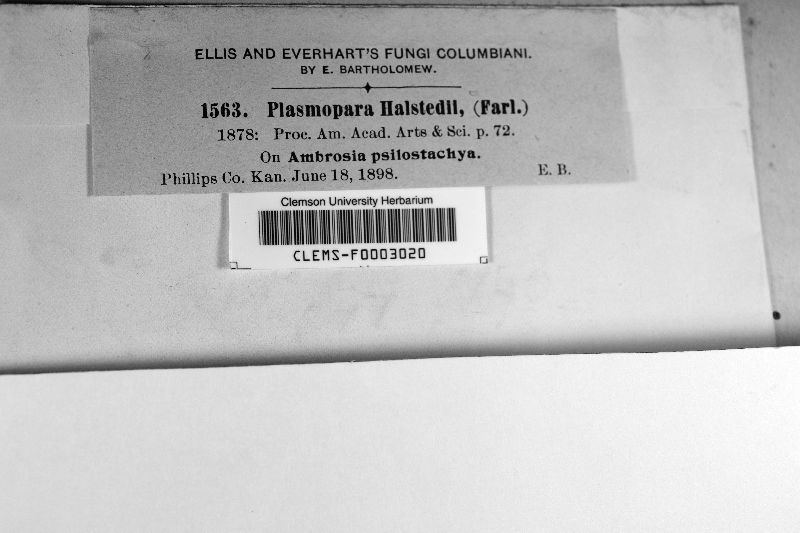 ELLIS AND EVERHART'S FUNGI COLUMBIANI.
BY E. BARTHOLOMEW.
1563. Plasmopara Halstedii, (Farl.)
1878: Proc. Am. Acad. Arts & Sci. p. 72.
On Ambrosia psilostachya.
Phillips Co. Kan. June 18, 1898. E. B.
Clemson University Herbarium
CLEMS-F0003020